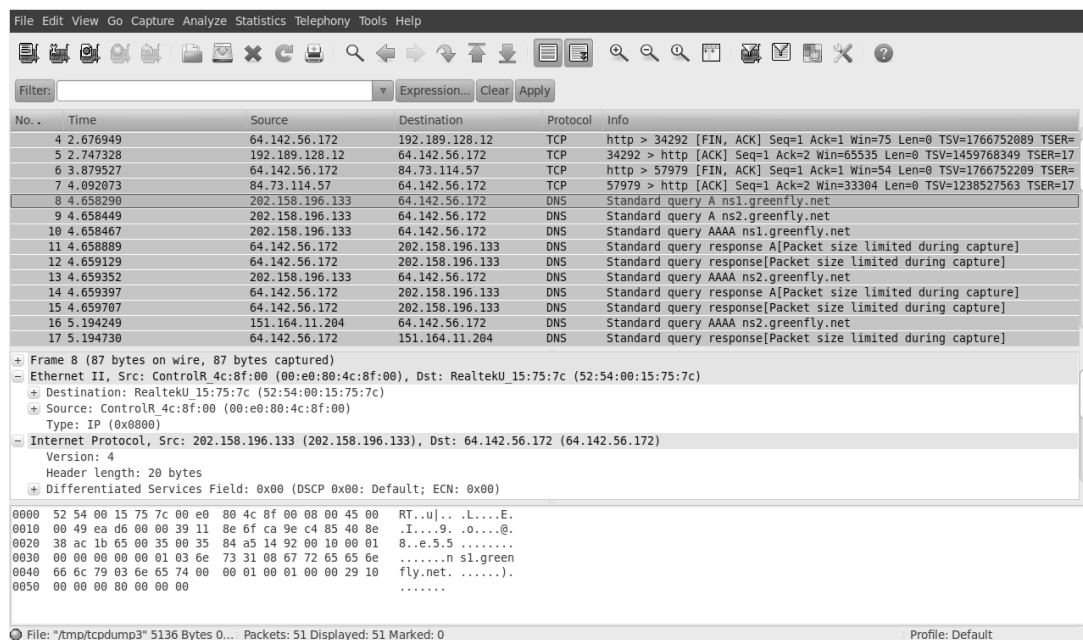 File Edit View Go Capture Analyze Statistics Telephony Tools Help
Filter: Expression... Clear Apply
No. . Time Source Destination Protocol Info
4 2.676949 64.142.56.172 192.189.128.12 TCP http > 34292 [FIN, ACK] Seq=1 Ack=1 Win=75 Len=0 TSV=1766752089 TSER=
5 2.747328 192.189.128.12 64.142.56.172 TCP 34292 > http [ACK] Seq=1 Ack=2 Win=65535 Len=0 TSV=1459768349 TSER=17
6 3.879527 64.142.56.172 84.73.114.57 TCP http > 57979 [FIN, ACK] Seq=1 Ack=1 Win=54 Len=0 TSV=1766752209 TSER=
7 4.092073 84.73.114.57 64.142.56.172 TCP 57979 > http [ACK] Seq=1 Ack=2 Win=33304 Len=0 TSV=1238527563 TSER=17
8 4.658290 202.158.196.133 64.142.56.172 DNS Standard query A ns1.greenfly.net
9 4.658449 202.158.196.133 64.142.56.172 DNS Standard query A ns2.greenfly.net
10 4.658467 202.158.196.133 64.142.56.172 DNS Standard query AAAA ns1.greenfly.net
11 4.658889 64.142.56.172 202.158.196.133 DNS Standard query response A[Packet size limited during capture]
12 4.659129 64.142.56.172 202.158.196.133 DNS Standard query response[Packet size limited during capture]
13 4.659352 202.158.196.133 64.142.56.172 DNS Standard query AAAA ns2.greenfly.net
14 4.659397 64.142.56.172 202.158.196.133 DNS Standard query response A[Packet size limited during capture]
15 4.659707 64.142.56.172 202.158.196.133 DNS Standard query response[Packet size limited during capture]
16 5.194249 151.164.11.204 64.142.56.172 DNS Standard query AAAA ns2.greenfly.net
17 5.194730 64.142.56.172 151.164.11.204 DNS Standard query response[Packet size limited during capture]
Frame 8 (87 bytes on wire, 87 bytes captured)
Ethernet II, Src: ControlR_4c:8f:00 (00:e0:80:4c:8f:00), Dst: RealtekU_15:75:7c (52:54:00:15:75:7c)
Destination: RealtekU_15:75:7c (52:54:00:15:75:7c)
Source: ControlR_4c:8f:00 (00:e0:80:4c:8f:00)
Type: IP (0x0800)
Internet Protocol, Src: 202.158.196.133 (202.158.196.133), Dst: 64.142.56.172 (64.142.56.172)
Version: 4
Header length: 20 bytes
Differentiated Services Field: 0x00 (DSCP 0x00: Default; ECN: 0x00)
0000 52 54 00 15 75 7c 00 e0 80 4c 8f 00 08 00 45 00 RT..u|.. .L....E.
0010 00 49 ea d6 00 00 39 11 8e 6f ca 9e c4 85 40 8e .I....9. .o....@.
0020 38 ac 1b 65 00 35 00 35 84 a5 14 92 00 10 00 01 8..e.5.5 ........
0030 00 00 00 00 00 01 03 6e 73 31 08 67 72 65 65 6e .......n s1.green
0040 66 6c 79 03 6e 65 74 00 00 01 00 01 00 00 29 10 fly.net. ......).
0050 00 00 00 80 00 00 00 .......
File: "/tmp/tcpdump3" 5136 Bytes 0... Packets: 51 Displayed: 51 Marked: 0 Profile: Default